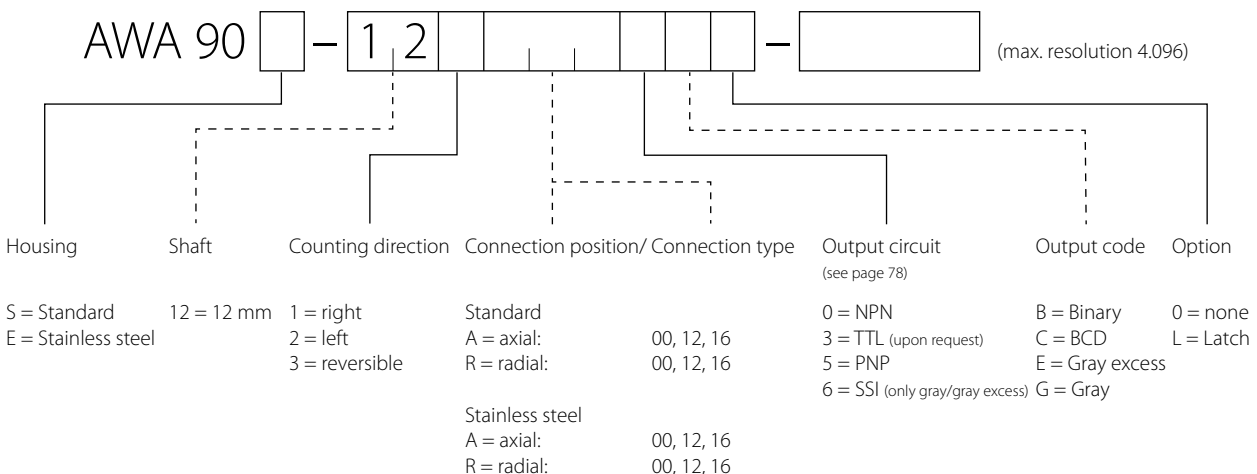 AWA 90 – 1 2 – (max. resolution 4.096)
Housing Shaft Counting direction Connection position/ Connection type Output circuit Output code Option
(see page 78)
S = Standard 12 = 12 mm 1 = right Standard 0 = NPN B = Binary 0 = none
E = Stainless steel 2 = left A = axial: 00, 12, 16 3 = TTL (upon request) C = BCD L = Latch
3 = reversible R = radial: 00, 12, 16 5 = PNP E = Gray excess
6 = SSI (only gray/gray excess) G = Gray
Stainless steel
A = axial: 00, 12, 16
R = radial: 00, 12, 16